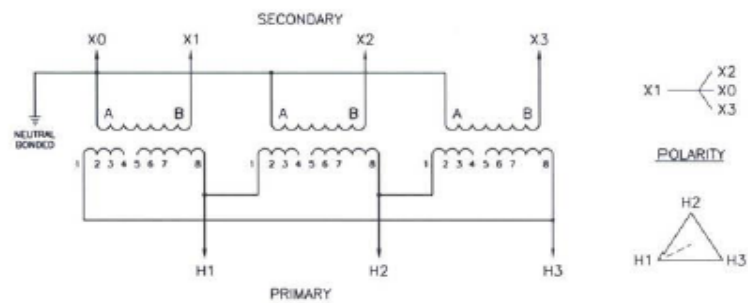 SECONDARY
X0 X1 X2 X3
A B A B A B
NEUTRAL
BONDED
1 2 3 4 5 6 7 8 1 2 3 4 5 6 7 8 1 2 3 4 5 6 7 8
H1 H2 H3
PRIMARY
X2
X1 X0
X3
POLARITY
H2
H1 H3